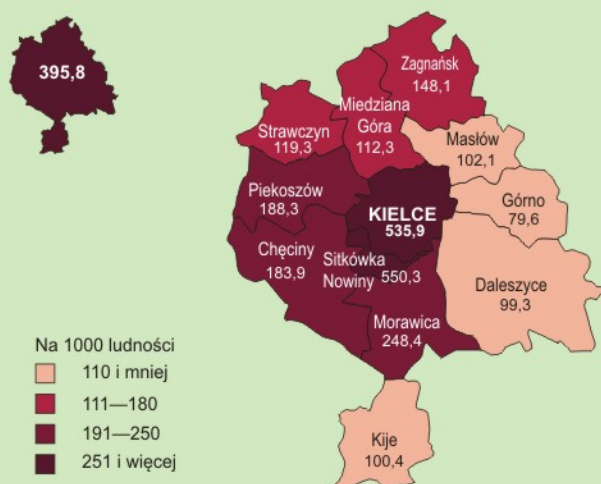 395,8
Zagnańsk
148,1
Miedziana
Góra
112,3
Strawczyn
119,3
Masłów
102,1
Piekoszów
188,3
Górno
79,6
KIELCE
535,9
Chęciny
183,9
Sitkówka
Nowiny
550,3
Daleszyce
99,3
Morawica
248,4
Kije
100,4
Na 1000 ludności
110 i mniej
111—180
191—250
251 i więcej